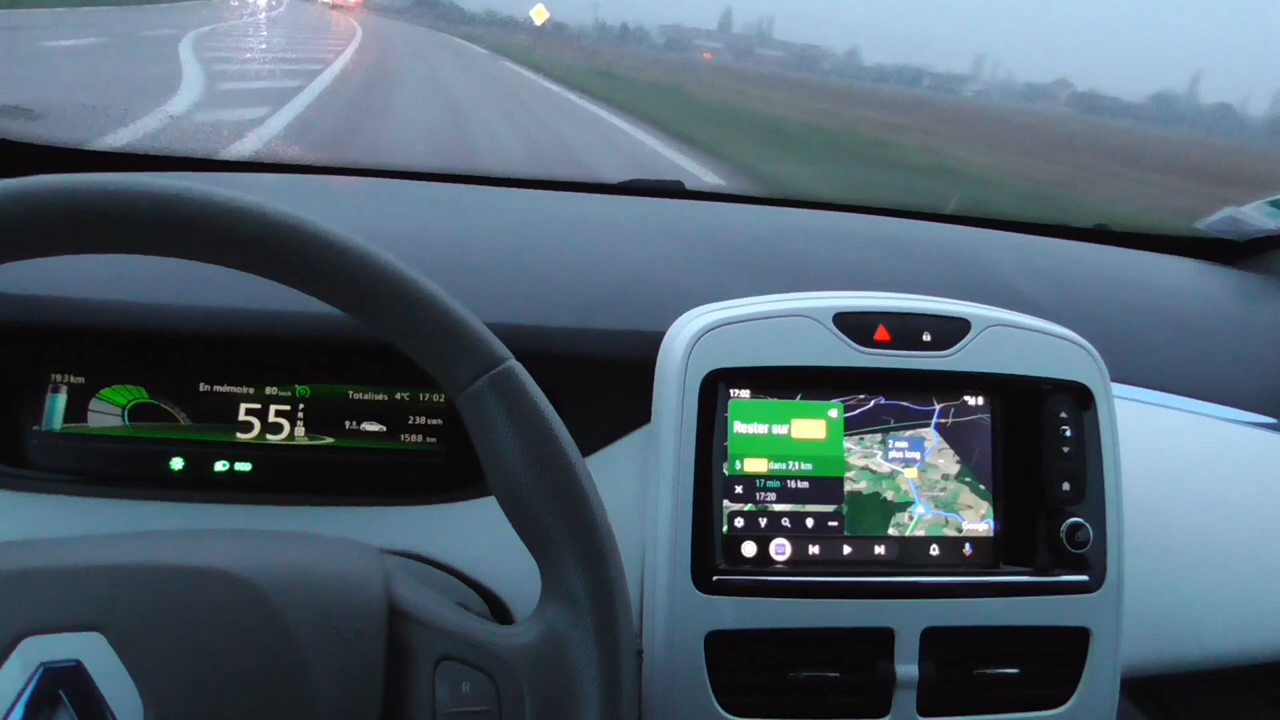 193 km
En mémoire 80 km/h
55
P
R
N
D
Totalisés 4°C 17:02
238 kWh
1588 km
ECO
17:02
Rester sur
dans 7,1 km
17 min · 16 km
17:20
2 min
plus long
Google
R